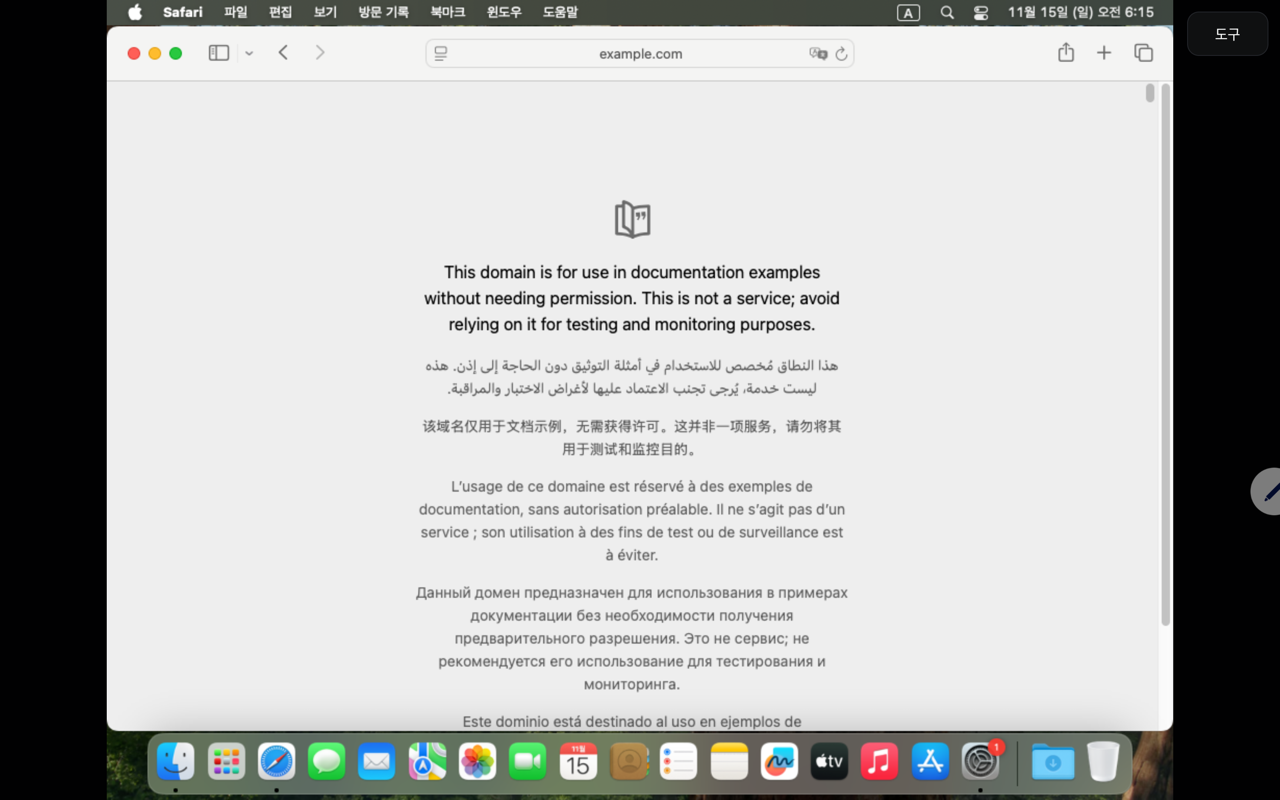 Safari 파일 편집 보기 방문 기록 북마크 윈도우 도움말 A 11월 15일 (일) 오전 6:15
도구
example.com
This domain is for use in documentation examples
without needing permission. This is not a service; avoid
relying on it for testing and monitoring purposes.
هذا النطاق مُخصص للاستخدام في أمثلة التوثيق دون الحاجة إلى إذن. هذه
ليست خدمة، يُرجى تجنب الاعتماد عليها لأغراض الاختبار والمراقبة.
该域名仅用于文档示例，无需获得许可。这并非一项服务，请勿将其
用于测试和监控目的。
L’usage de ce domaine est réservé à des exemples de
documentation, sans autorisation préalable. Il ne s’agit pas d’un
service ; son utilisation à des fins de test ou de surveillance est
à éviter.
Данный домен предназначен для использования в примерах
документации без необходимости получения
предварительного разрешения. Это не сервис; не
рекомендуется его использование для тестирования и
мониторинга.
Este dominio está destinado al uso en ejemplos de
11월
15
tv
1